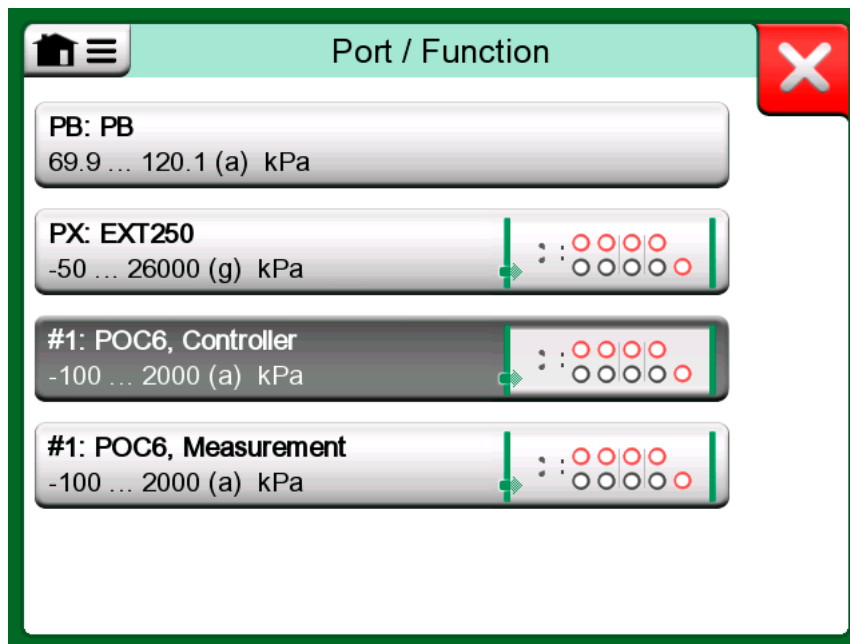 Port / Function
PB: PB
69.9 ... 120.1 (a) kPa
PX: EXT250
-50 ... 26000 (g) kPa
#1: POC6, Controller
-100 ... 2000 (a) kPa
#1: POC6, Measurement
-100 ... 2000 (a) kPa